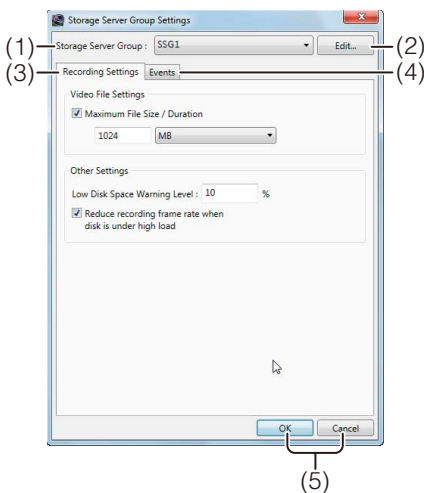 Storage Server Group Settings
(1) Storage Server Group : SSG1 Edit... (2)
(3) Recording Settings Events (4)
Video File Settings
Maximum File Size / Duration
1024 MB
Other Settings
Low Disk Space Warning Level : 10 %
Reduce recording frame rate when
disk is under high load
OK Cancel
(5)